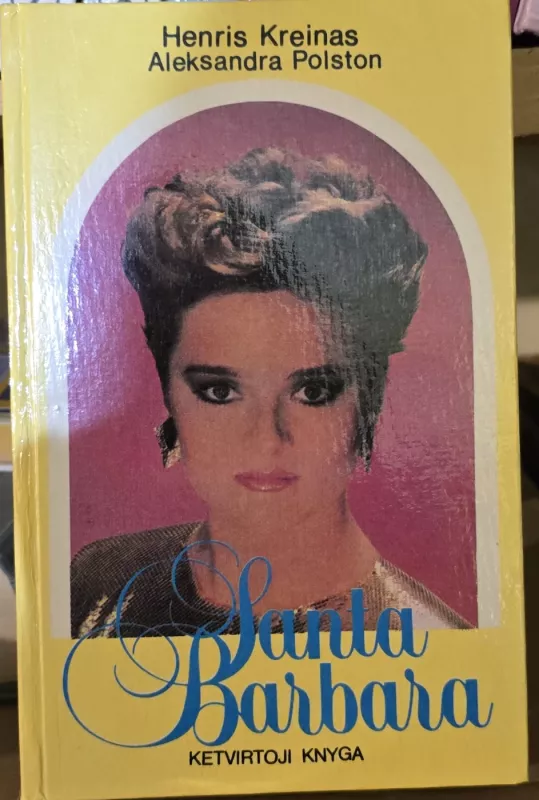 Henris Kreinas
Aleksandra Polston
Santa
Barbara
KETVIRTOJI KNYGA